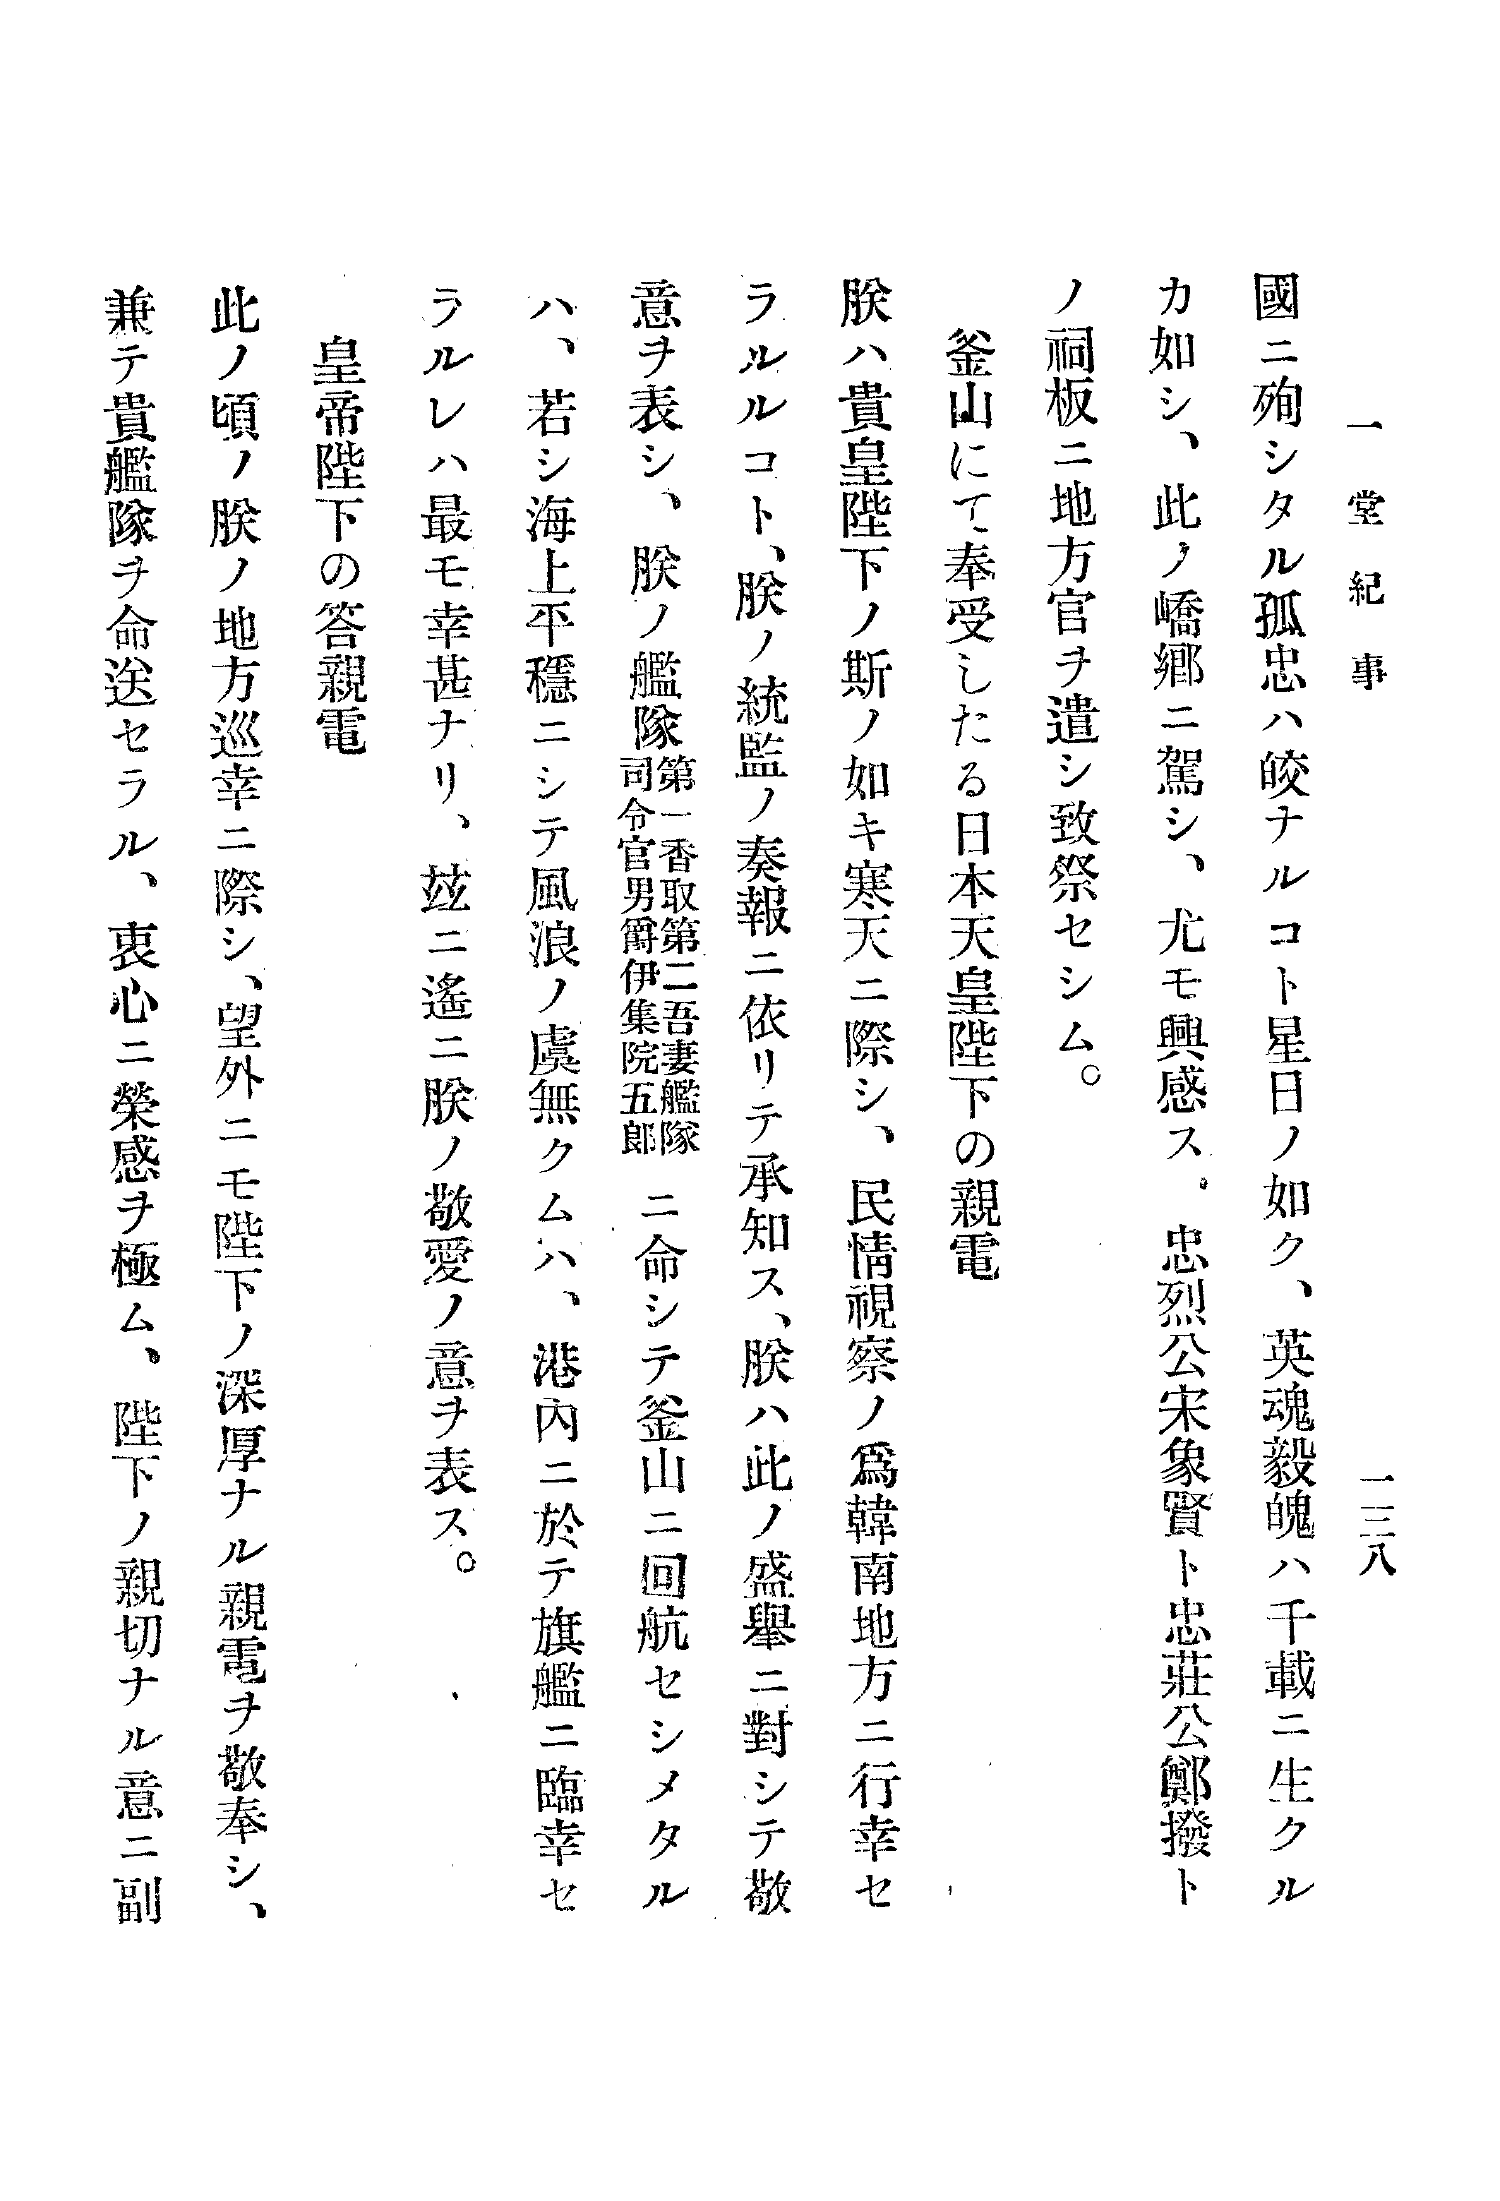 一堂紀事
一三八
國ニ殉シタル孤忠ハ皎ナルコト星日ノ如ク、英魂毅魄ハ千載ニ生クル
カ如シ、此ノ嶠鄕ニ駕シ、尤モ興感ス。忠烈公宋象賢ト忠莊公鄭撥ト
ノ祠板ニ地方官ヲ遣シ致祭セシム。
釜山にて奉受したる日本天皇陛下の親電
朕ハ貴皇陛下ノ斯ノ如キ寒天ニ際シ、民情視察ノ爲韓南地方ニ行幸セ
ラルルコト、朕ノ統監ノ奏報ニ依リテ承知ス、朕ハ此ノ盛擧ニ對シテ敬
意ヲ表シ、朕ノ艦隊第一香取第二吾妻艦隊司令官男爵伊集院五郎ニ命シテ釜山ニ回航セシメタル
ハ、若シ海上平穩ニシテ風浪ノ虞無クムハ、港內ニ於テ旗艦ニ臨幸セ
ラルレハ最モ幸甚ナリ、玆ニ遙ニ朕ノ敬愛ノ意ヲ表ス。
皇帝陛下の答親電
此ノ頃ノ朕ノ地方巡幸ニ際シ、望外ニモ陛下ノ深厚ナル親電ヲ敬奉シ、
兼テ貴艦隊ヲ命送セラル、衷心ニ榮感ヲ極ム、陛下ノ親切ナル意ニ副